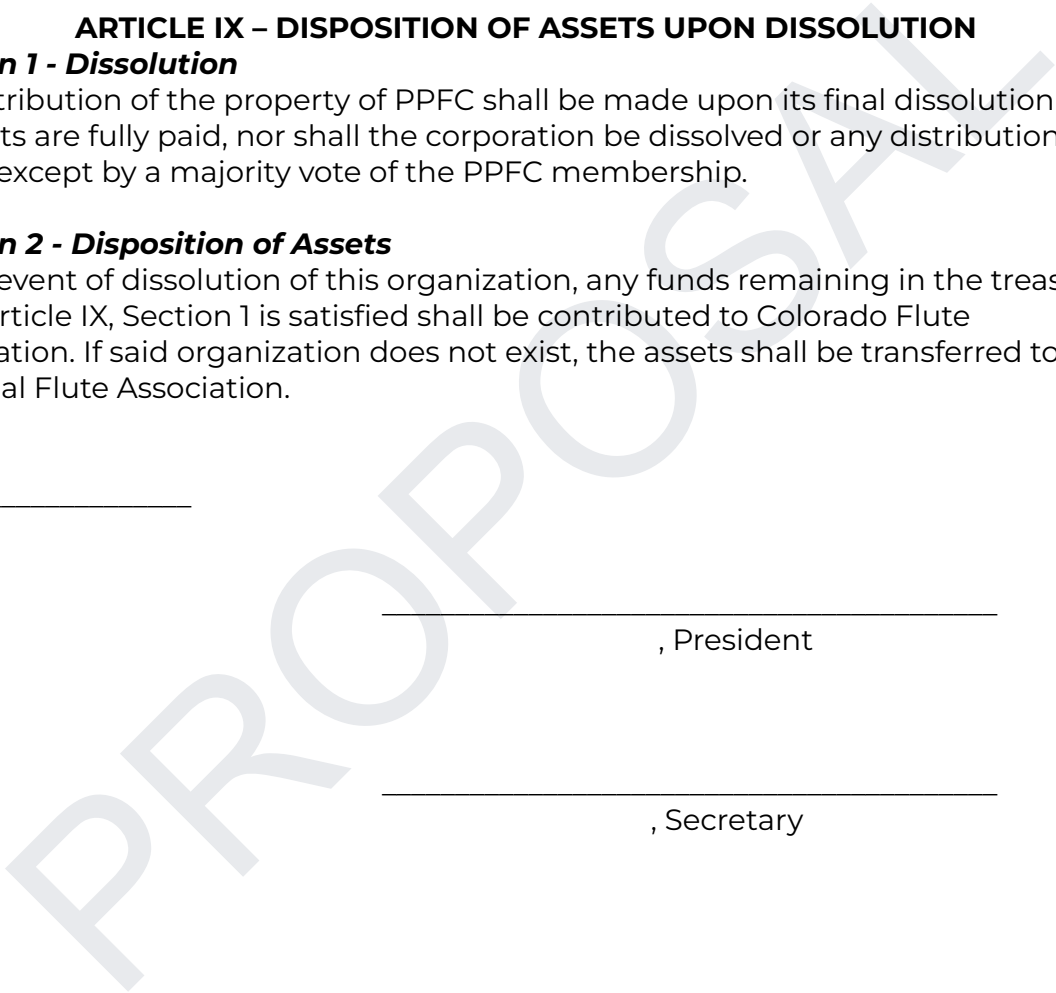 ARTICLE IX – DISPOSITION OF ASSETS UPON DISSOLUTION
n 1 - Dissolution
tribution of the property of PPFC shall be made upon its final dissolution
ts are fully paid, nor shall the corporation be dissolved or any distribution
except by a majority vote of the PPFC membership.
n 2 - Disposition of Assets
event of dissolution of this organization, any funds remaining in the treas
rticle IX, Section 1 is satisfied shall be contributed to Colorado Flute
ation. If said organization does not exist, the assets shall be transferred to
al Flute Association.
, President
, Secretary
PROPOSAL